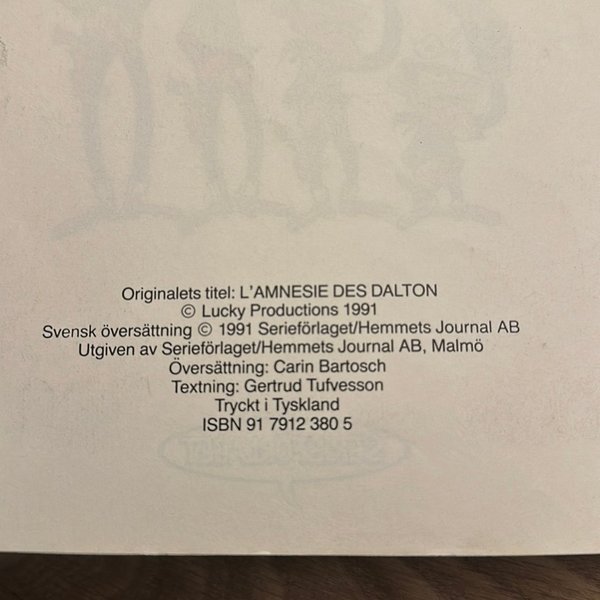 Originalets titel: L'AMNESIE DES DALTON
© Lucky Productions 1991
Svensk översättning © 1991 Serieförlaget/Hemmets Journal AB
Utgiven av Serieförlaget/Hemmets Journal AB, Malmö
Översättning: Carin Bartosch
Textning: Gertrud Tufvesson
Tryckt i Tyskland
ISBN 91 7912 380 5